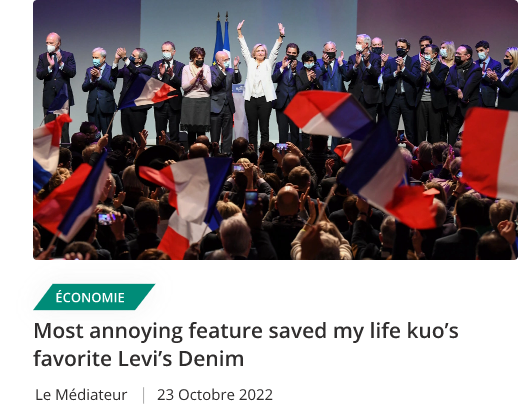 ÉCONOMIE
Most annoying feature saved my life kuo’s
favorite Levi’s Denim
Le Médiateur | 23 Octobre 2022